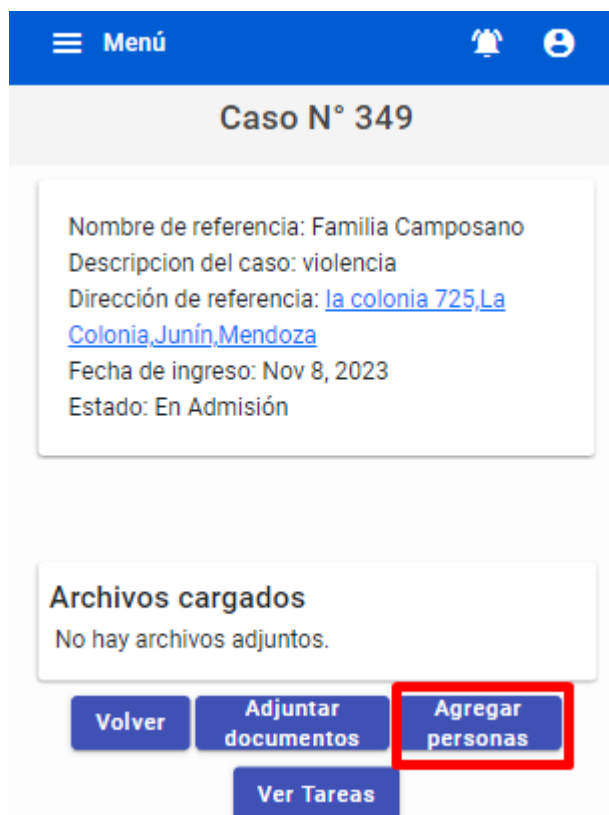 Menú
Caso N° 349
Nombre de referencia: Familia Camposano
Descripcion del caso: violencia
Dirección de referencia: la colonia 725,La
Colonia,Junín,Mendoza
Fecha de ingreso: Nov 8, 2023
Estado: En Admisión
Archivos cargados
No hay archivos adjuntos.
Volver
Adjuntar
documentos
Agregar
personas
Ver Tareas